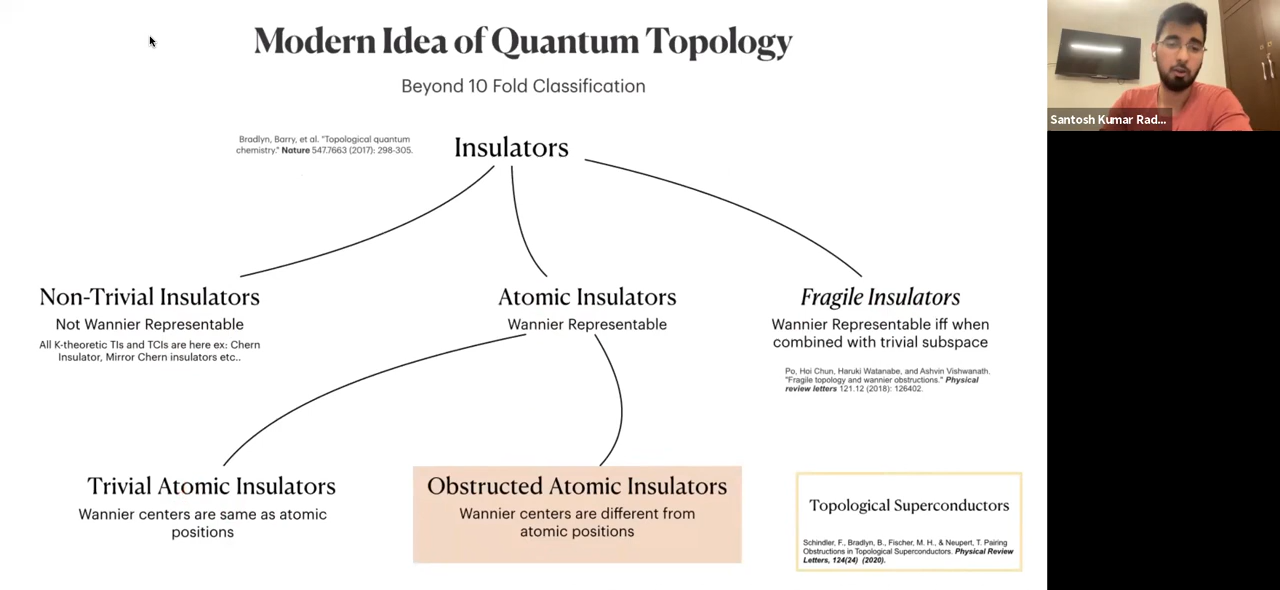 Modern Idea of Quantum Topology
Beyond 10 Fold Classification
Santosh Kumar Rad...
Bradlyn, Barry, et al. "Topological quantum
chemistry." Nature 547.7663 (2017): 298-305.
Insulators
Non-Trivial Insulators
Not Wannier Representable
All K-theoretic TIs and TCIs are here ex: Chern
Insulator, Mirror Chern insulators etc..
Atomic Insulators
Wannier Representable
Fragile Insulators
Wannier Representable iff when
combined with trivial subspace
Po, Hoi Chun, Haruki Watanabe, and Ashvin Vishwanath.
"Fragile topology and wannier obstructions." Physical
review letters 121.12 (2018): 126402.
Trivial Atomic Insulators
Wannier centers are same as atomic
positions
Obstructed Atomic Insulators
Wannier centers are different from
atomic positions
Topological Superconductors
Schindler, F., Bradlyn, B., Fischer, M. H., & Neupert, T. Pairing
Obstructions in Topological Superconductors. Physical Review
Letters, 124(24) (2020).